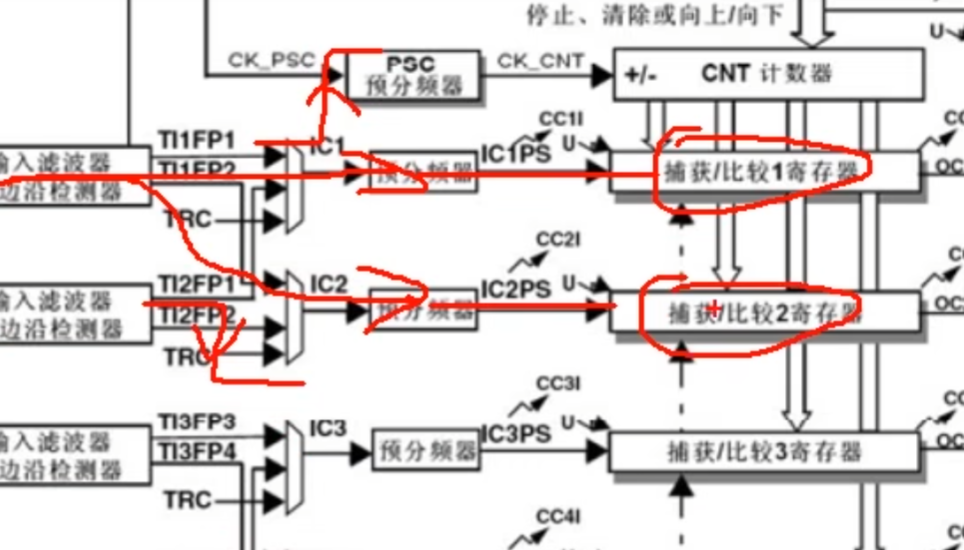 停止、清除或向上/向下
U
CK_PSC
PSC
预分频器
CK_CNT
+/-
CNT 计数器
CC1I
U
TI1FP1
IC1
IC1PS
输入滤波器
边沿检测器
TI1FP2
预分频器
捕获/比较1寄存器
OC
TRC
CC2I
U
TI2FP1
IC2
IC2PS
输入滤波器
边沿检测器
TI2FP2
预分频器
捕获/比较2寄存器
OC
TRC
CC3I
U
TI3FP3
IC3
IC3PS
输入滤波器
边沿检测器
TI3FP4
预分频器
捕获/比较3寄存器
OC
TRC
CC4I